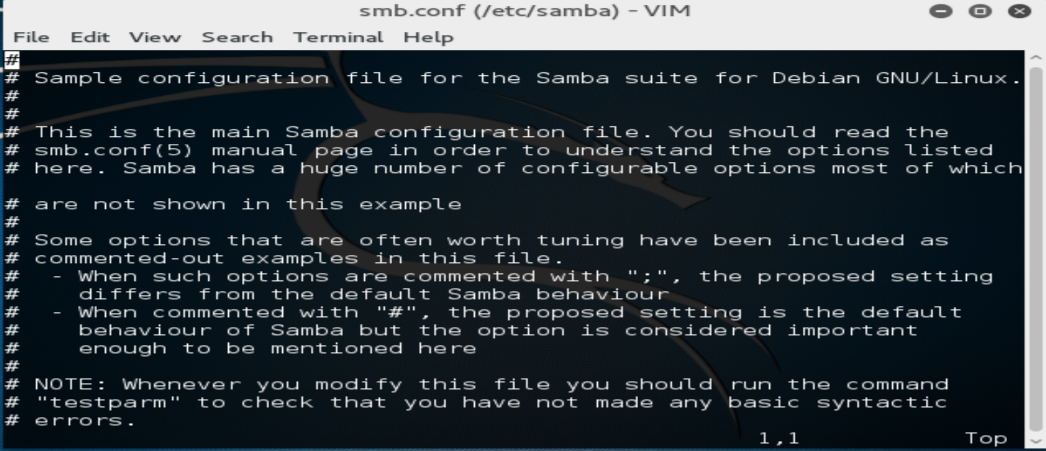 smb.conf (/etc/samba) - VIM
File Edit View Search Terminal Help
#
# Sample configuration file for the Samba suite for Debian GNU/Linux.
#
#
# This is the main Samba configuration file. You should read the
# smb.conf(5) manual page in order to understand the options listed
# here. Samba has a huge number of configurable options most of which
# are not shown in this example
#
# Some options that are often worth tuning have been included as
# commented-out examples in this file.
#  - When such options are commented with ";", the proposed setting
#    differs from the default Samba behaviour
#  - When commented with "#", the proposed setting is the default
#    behaviour of Samba but the option is considered important
#    enough to be mentioned here
#
# NOTE: Whenever you modify this file you should run the command
# "testparm" to check that you have not made any basic syntactic
# errors.
1,1 Top